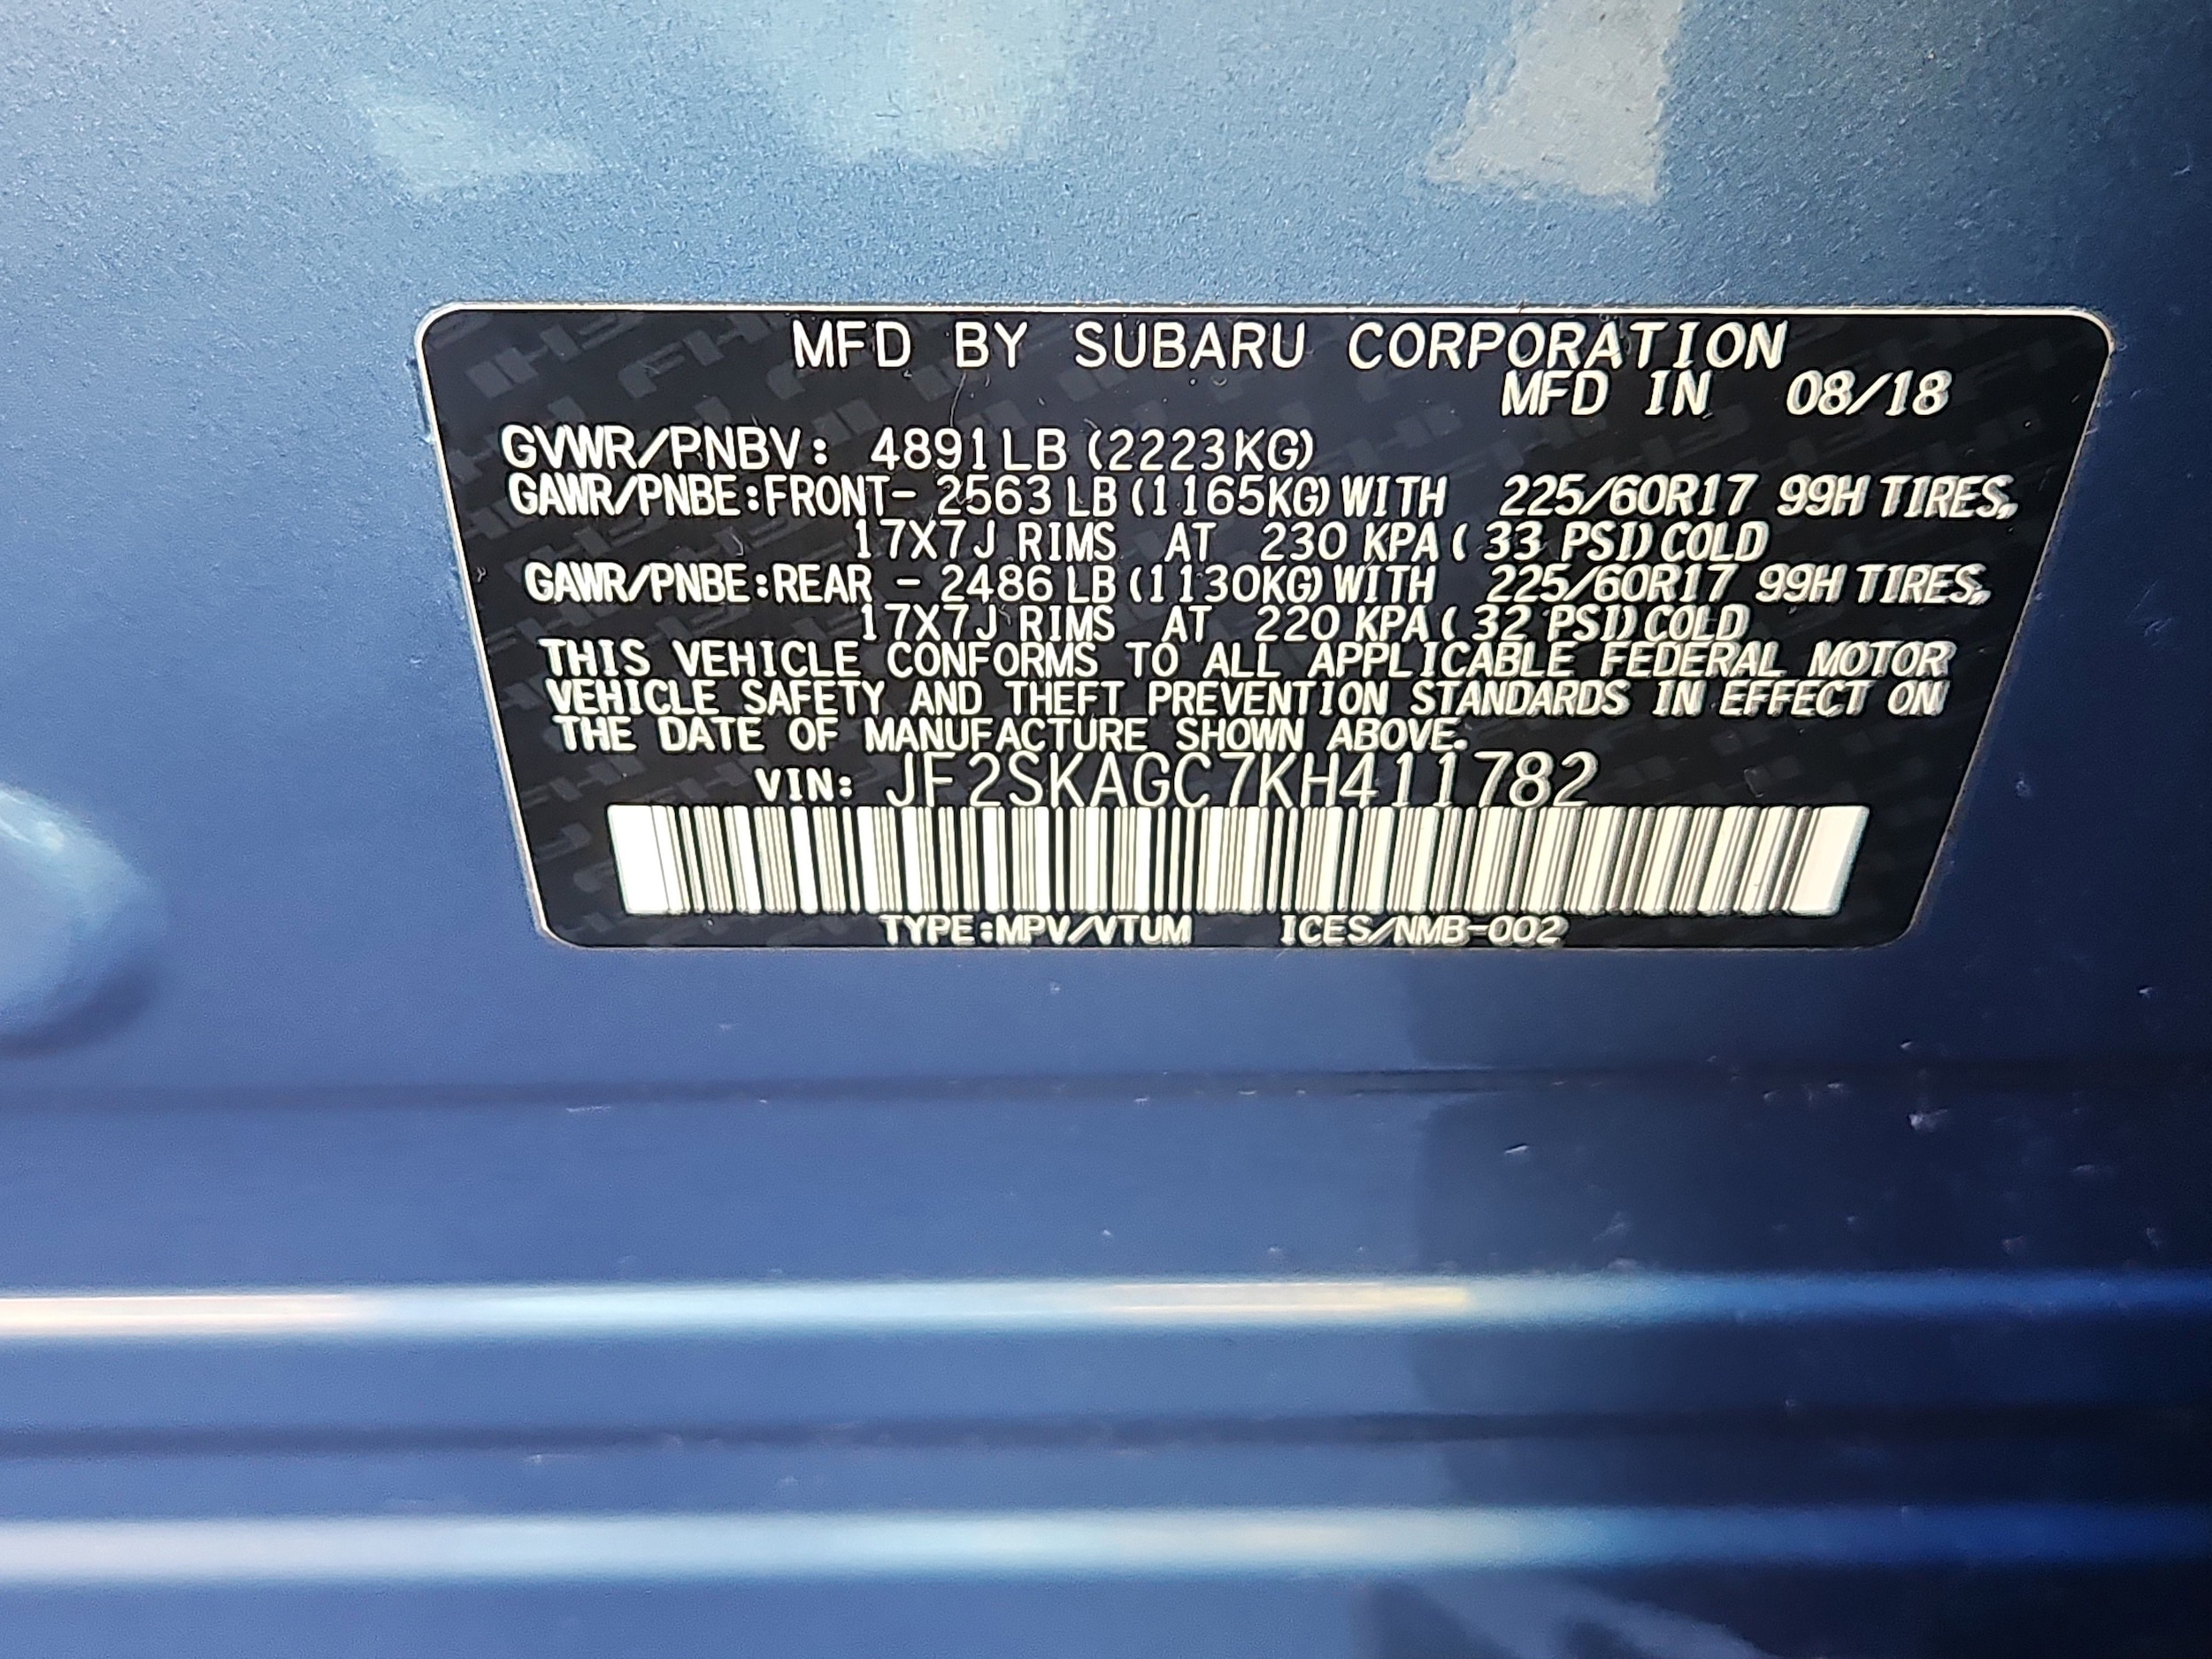 MFD BY SUBARU CORPORATION
MFD IN 08/18
GVWR/PNBV: 4891LB (2223KG)
GAWR/PNBE:FRONT- 2563 LB (1165KG) WITH 225/60R17 99H TIRES,
17X7J RIMS AT 230 KPA ( 33 PSI) COLD
GAWR/PNBE:REAR - 2486 LB (1130KG) WITH 225/60R17 99H TIRES,
17X7J RIMS AT 220 KPA ( 32 PSI) COLD
THIS VEHICLE CONFORMS TO ALL APPLICABLE FEDERAL MOTOR
VEHICLE SAFETY AND THEFT PREVENTION STANDARDS IN EFFECT ON
THE DATE OF MANUFACTURE SHOWN ABOVE.
VIN: JF2SKAGC7KH411782
TYPE:MPV/VTUM ICES/NMB-002